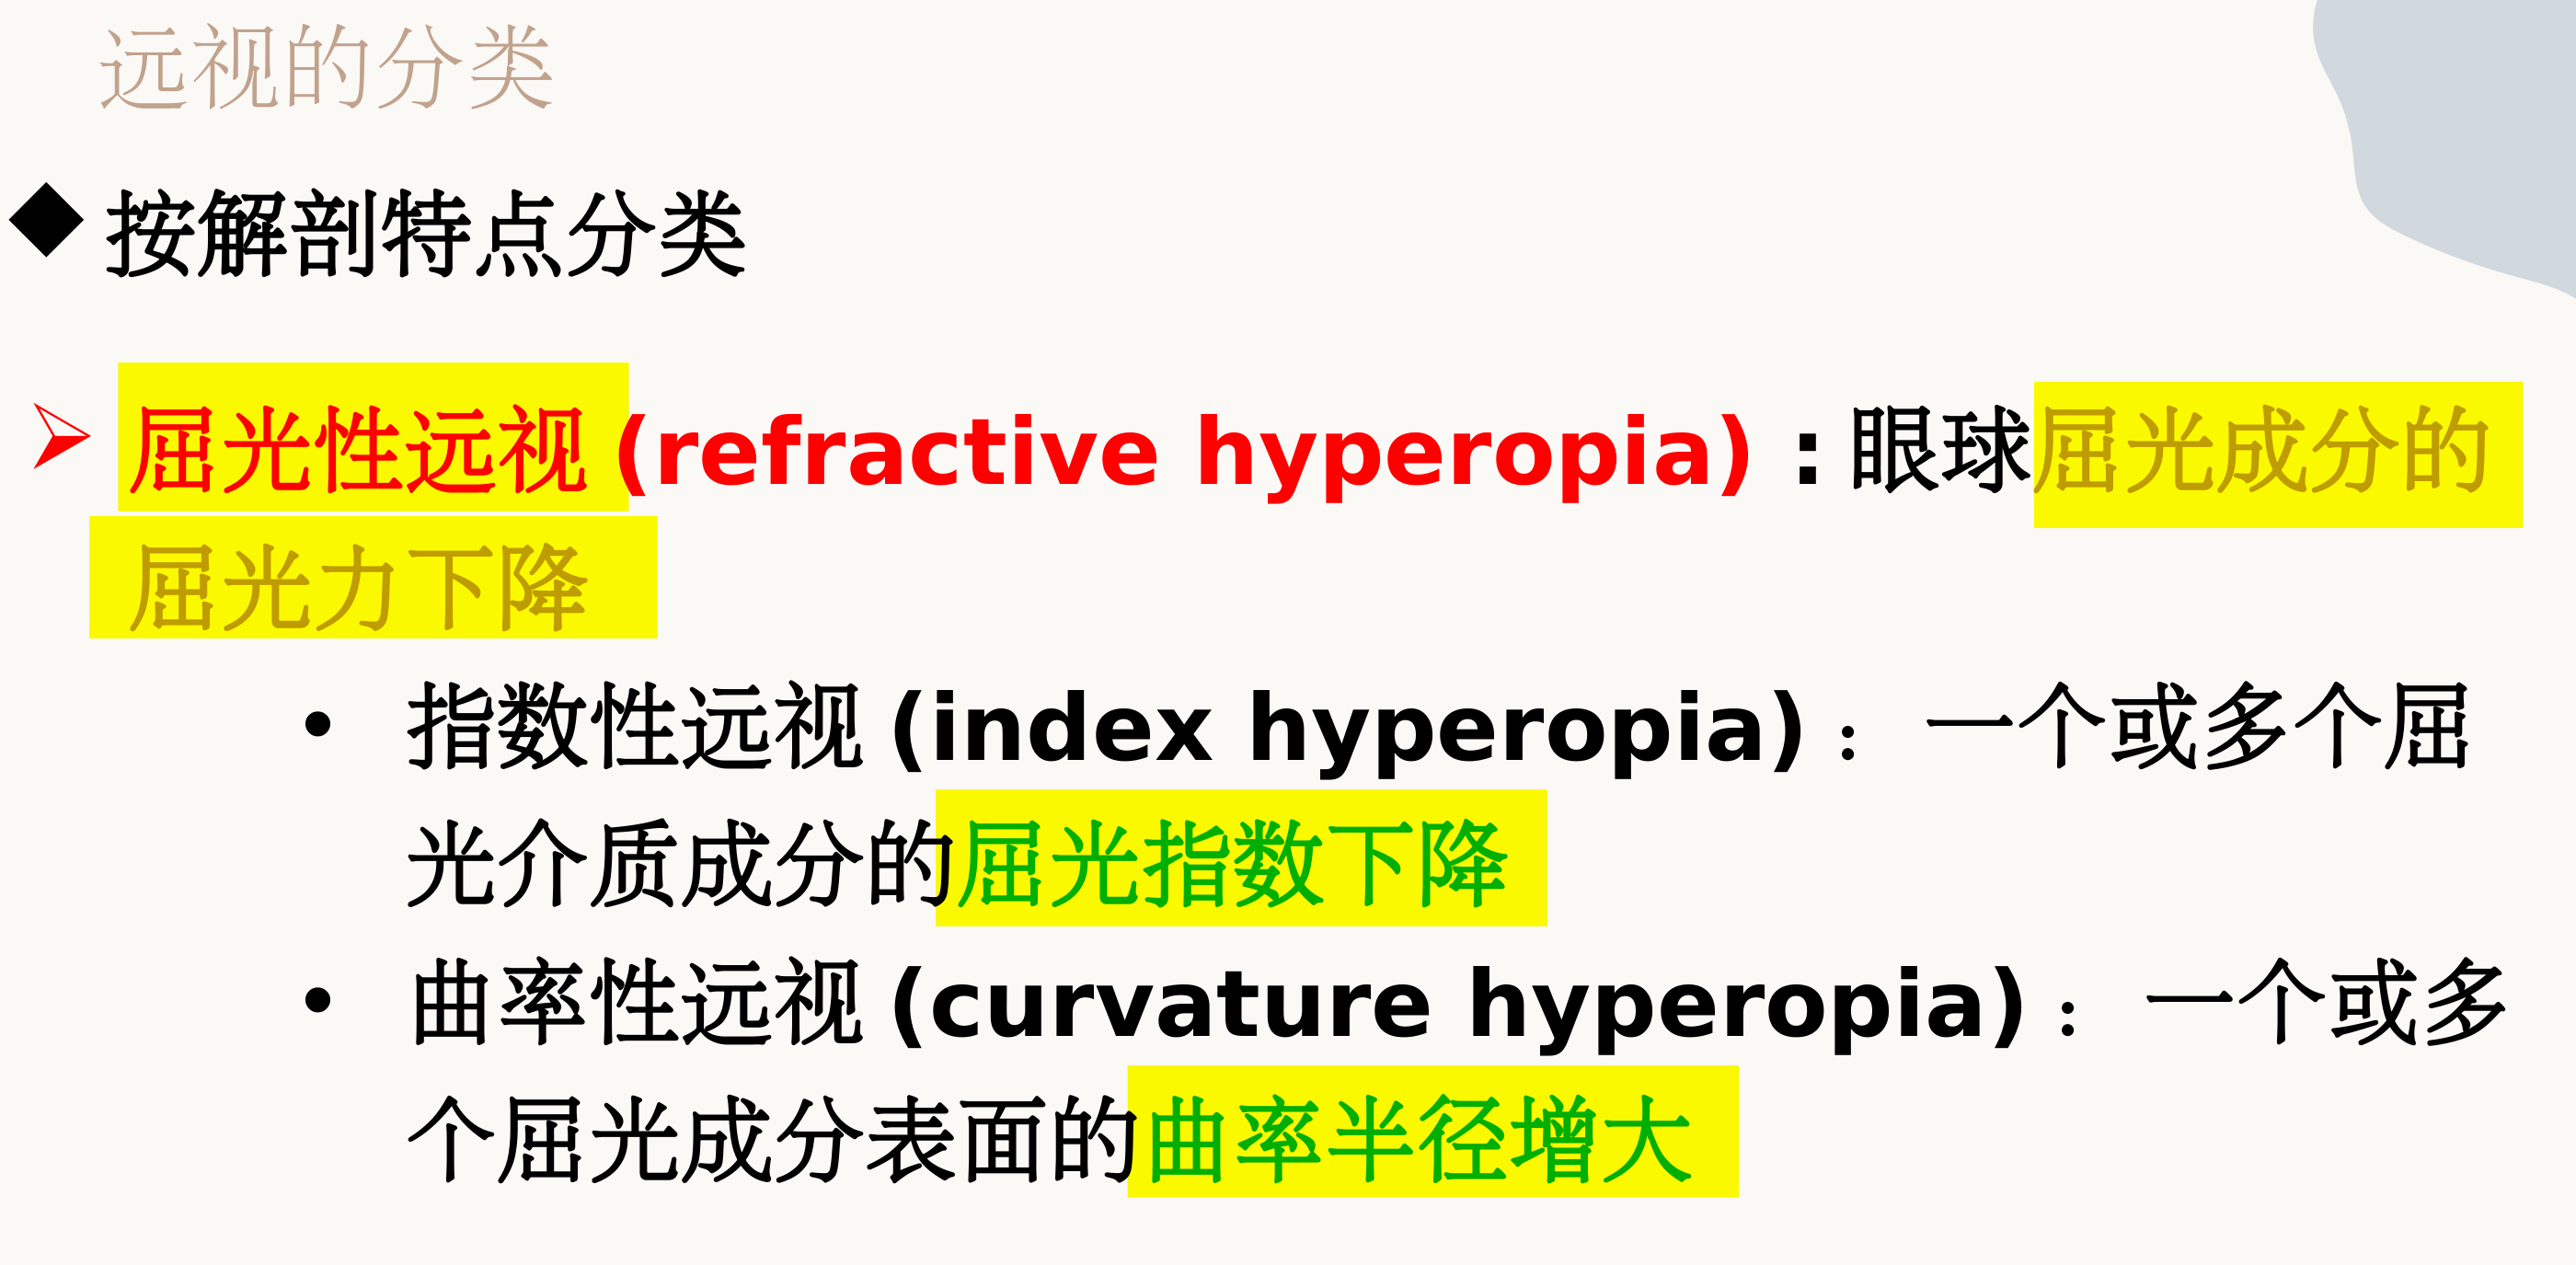 远视的分类
◆按解剖特点分类
➢屈光性远视(refractive hyperopia) : 眼球屈光成分的
屈光力下降
• 指数性远视(index hyperopia)： 一个或多个屈
光介质成分的屈光指数下降
• 曲率性远视(curvature hyperopia)： 一个或多
个屈光成分表面的曲率半径增大